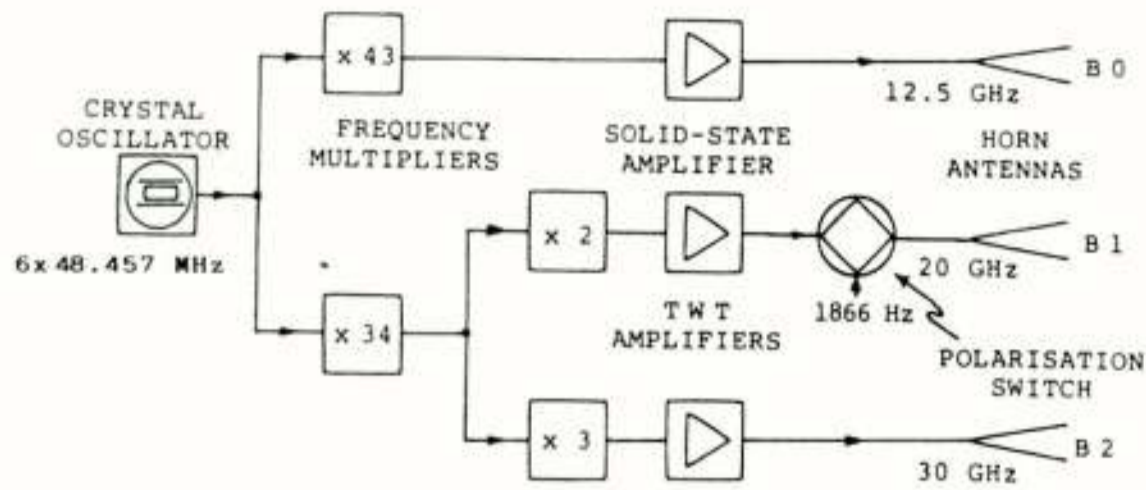 x 43
B 0
12.5 GHz
CRYSTAL
OSCILLATOR
FREQUENCY
MULTIPLIERS
SOLID-STATE
AMPLIFIER
HORN
ANTENNAS
x 2
B 1
20 GHz
6x48.457 MHz
x 34
TWT
AMPLIFIERS
1866 Hz
POLARISATION
SWITCH
x 3
B 2
30 GHz